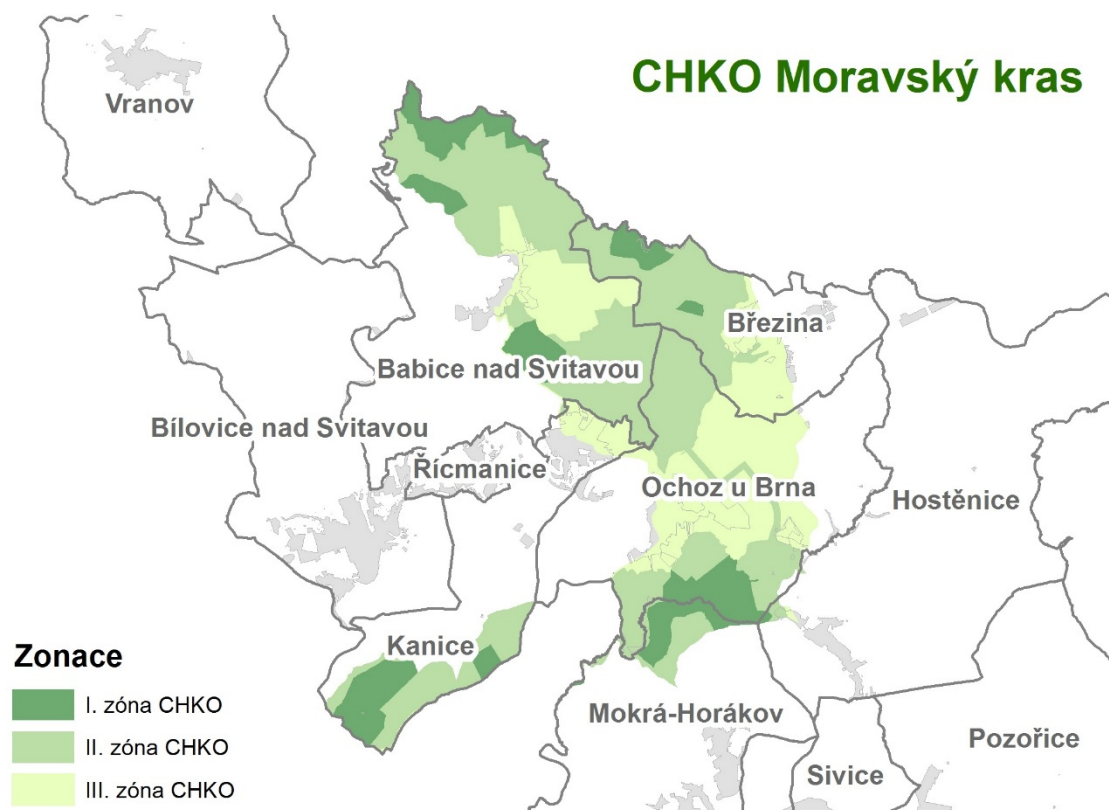 CHKO Moravský kras
Vranov
Březina
Babice nad Svitavou
Bílovice nad Svitavou
Řícmanice
Ochoz u Brna
Hostěnice
Kanice
Mokrá-Horákov
Pozořice
Sivice
Zonace
I. zóna CHKO
II. zóna CHKO
III. zóna CHKO